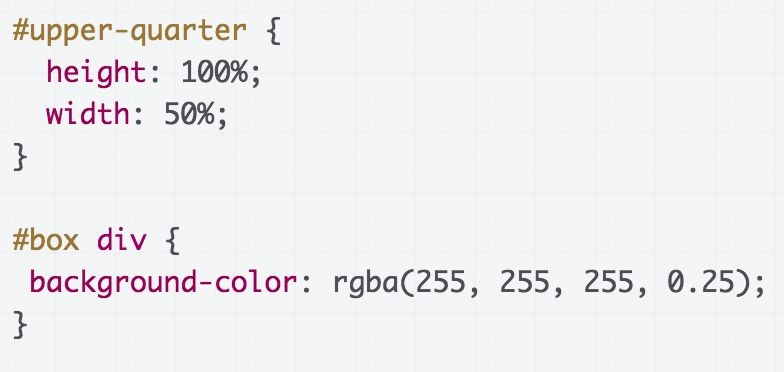 #upper-quarter {
  height: 100%;
  width: 50%;
}

#box div {
 background-color: rgba(255, 255, 255, 0.25);
}